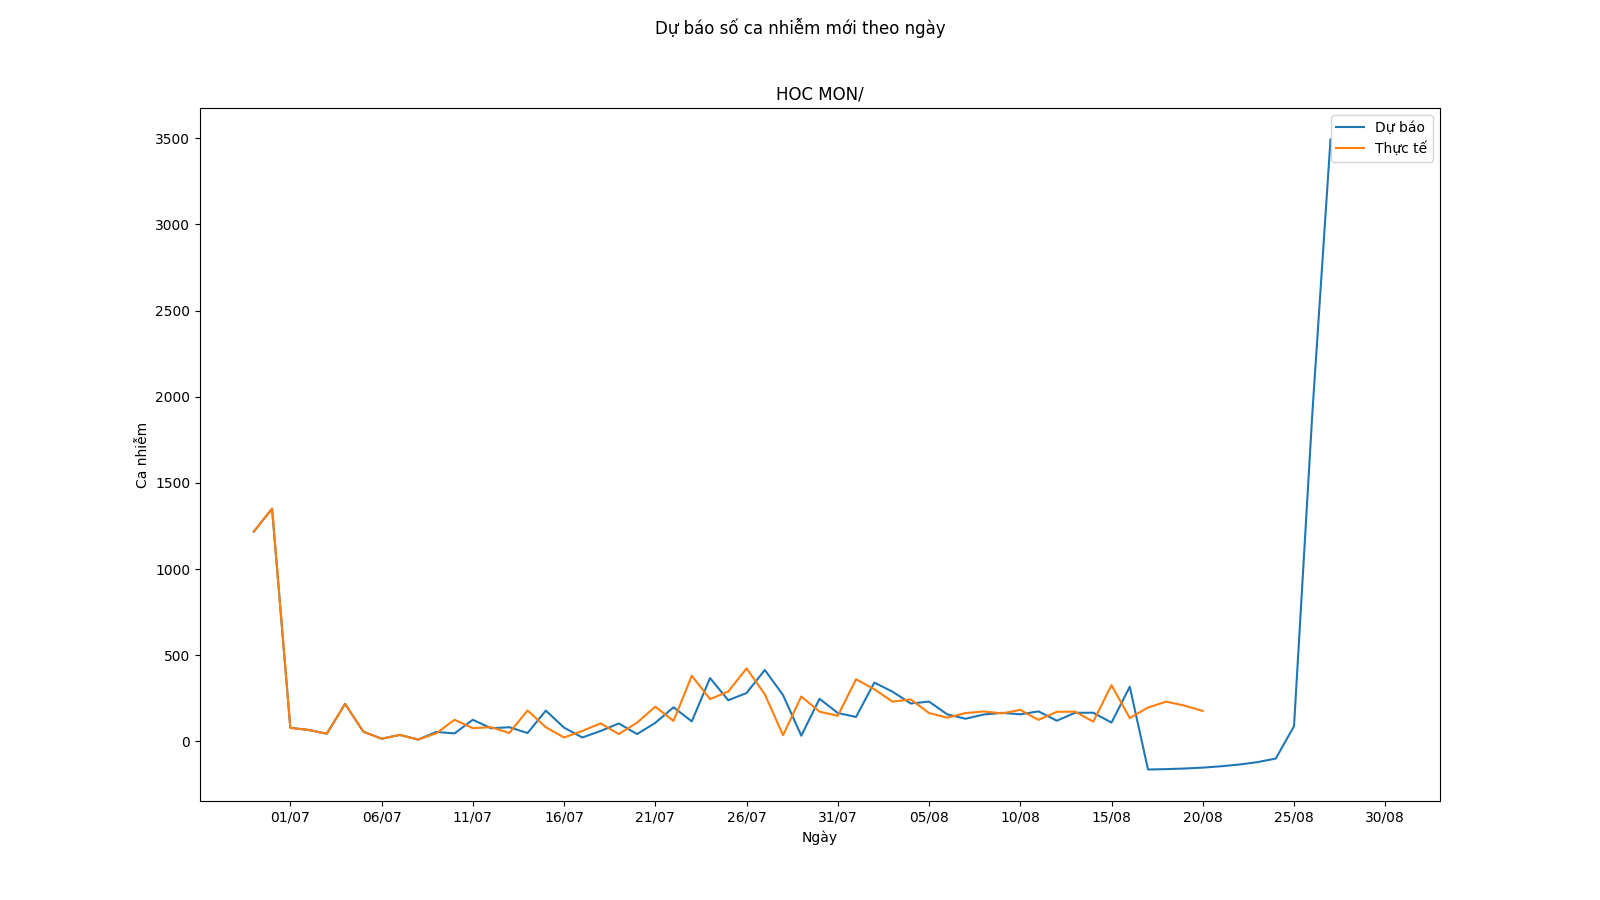 Dự báo số ca nhiễm mới theo ngày
HOC MON/
Dự báo
Thực tế
3500
3000
2500
2000
1500
1000
500
0
Ca nhiễm
01/07 06/07 11/07 16/07 21/07 26/07 31/07 05/08 10/08 15/08 20/08 25/08 30/08
Ngày